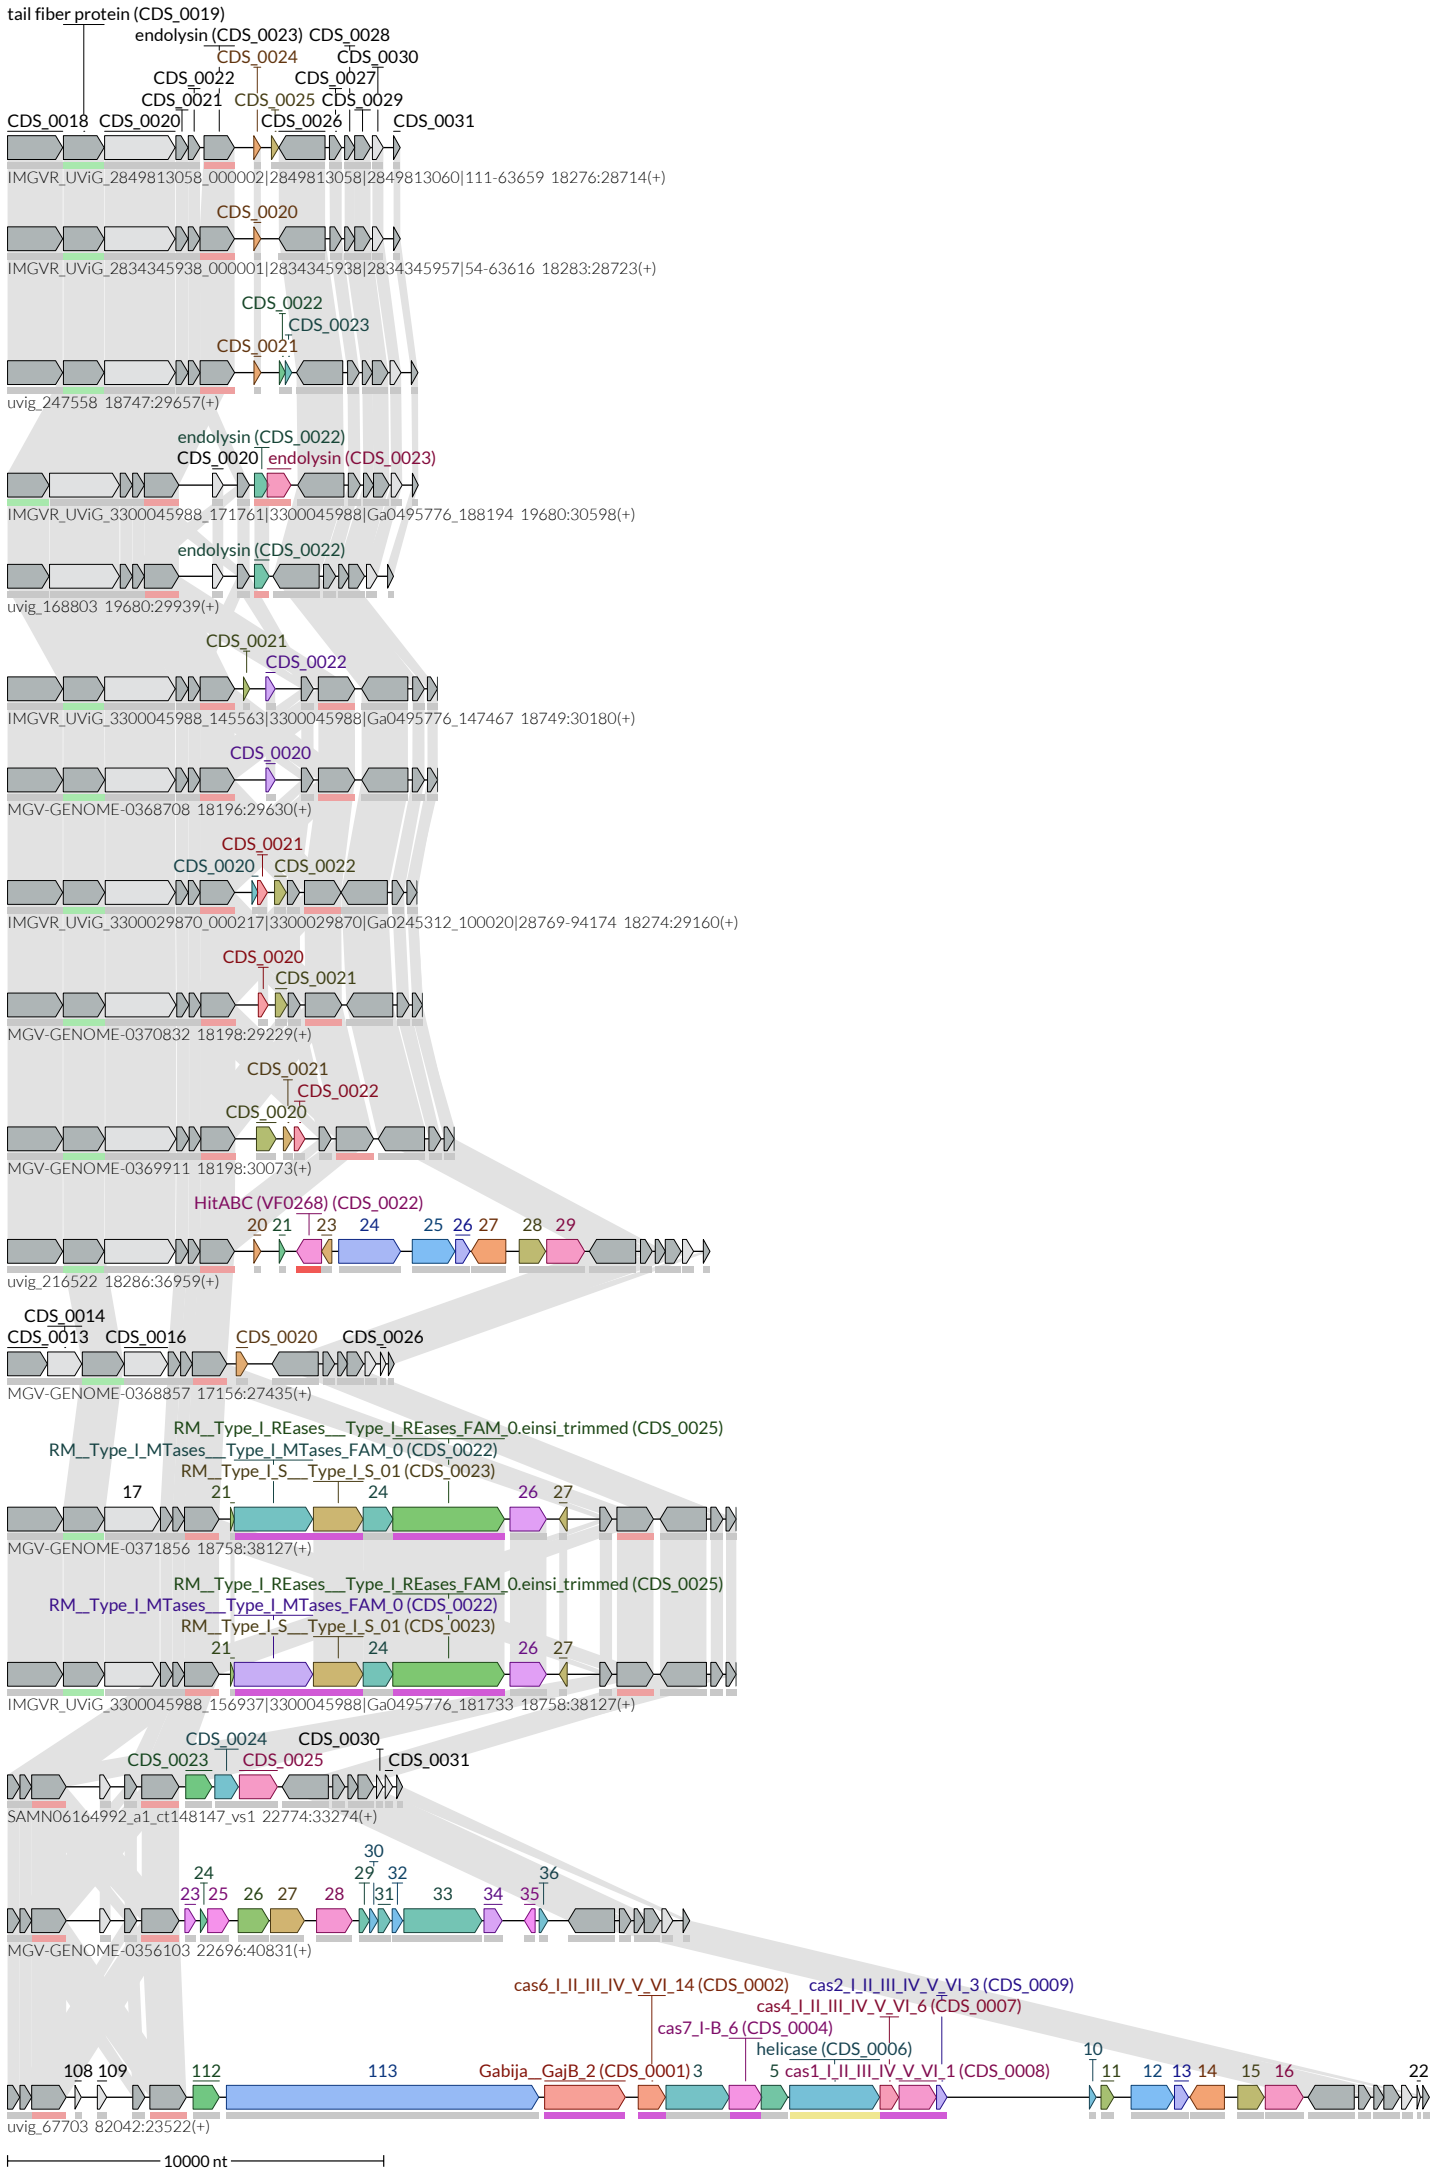 tail fiber protein (CDS_0019)
endolysin (CDS_0023) CDS_0028
CDS_0024 CDS_0030
CDS_0022 CDS_0027
CDS_0021 CDS_0025 CDS_0029
CDS_0018 CDS_0020 CDS_0026 CDS_0031
IMGVR_UViG_2849813058_000002|2849813058|2849813060|111-63659 18276:28714(+)
CDS_0020
IMGVR_UViG_2834345938_000001|2834345938|2834345957|54-63616 18283:28723(+)
CDS_0022
CDS_0023
CDS_0021
uvig_247558 18747:29657(+)
endolysin (CDS_0022)
CDS_0020 endolysin (CDS_0023)
IMGVR_UViG_3300045988_171761|3300045988|Ga0495776_188194 19680:30598(+)
endolysin (CDS_0022)
uvig_168803 19680:29939(+)
CDS_0021
CDS_0022
IMGVR_UViG_3300045988_145563|3300045988|Ga0495776_147467 18749:30180(+)
CDS_0020
MGV-GENOME-0368708 18196:29630(+)
CDS_0021
CDS_0020 CDS_0022
IMGVR_UViG_3300029870_000217|3300029870|Ga0245312_100020|28769-94174 18274:29160(+)
CDS_0020
CDS_0021
MGV-GENOME-0370832 18198:29229(+)
CDS_0021
CDS_0022
CDS_0020
MGV-GENOME-0369911 18198:30073(+)
HitABC (VF0268) (CDS_0022)
20 21 23 24 25 26 27 28 29
uvig_216522 18286:36959(+)
CDS_0014
CDS_0013 CDS_0016 CDS_0020 CDS_0026
MGV-GENOME-0368857 17156:27435(+)
RM__Type_I_REases___Type_I_REases_FAM_0.einsi_trimmed (CDS_0025)
RM__Type_I_MTases___Type_I_MTases_FAM_0 (CDS_0022)
RM__Type_I_S___Type_I_S_01 (CDS_0023)
17 21 24 26 27
MGV-GENOME-0371856 18758:38127(+)
RM__Type_I_REases___Type_I_REases_FAM_0.einsi_trimmed (CDS_0025)
RM__Type_I_MTases___Type_I_MTases_FAM_0 (CDS_0022)
RM__Type_I_S___Type_I_S_01 (CDS_0023)
21 24 26 27
IMGVR_UViG_3300045988_156937|3300045988|Ga0495776_181733 18758:38127(+)
CDS_0024 CDS_0030
CDS_0023 CDS_0025 CDS_0031
SAMN06164992_a1_ct148147_vs1 22774:33274(+)
30
24 29 32 36
23 25 26 27 28 31 33 34 35
MGV-GENOME-0356103 22696:40831(+)
cas6_I_II_III_IV_V_VI_14 (CDS_0002) cas2_I_II_III_IV_V_VI_3 (CDS_0009)
cas4_I_II_III_IV_V_VI_6 (CDS_0007)
cas7_I-B_6 (CDS_0004)
helicase (CDS_0006) 10
108 109 112 113 Gabija__GajB_2 (CDS_0001) 3 5 cas1_I_II_III_IV_V_VI_1 (CDS_0008) 11 12 13 14 15 16 22
uvig_67703 82042:23522(+)
10000 nt